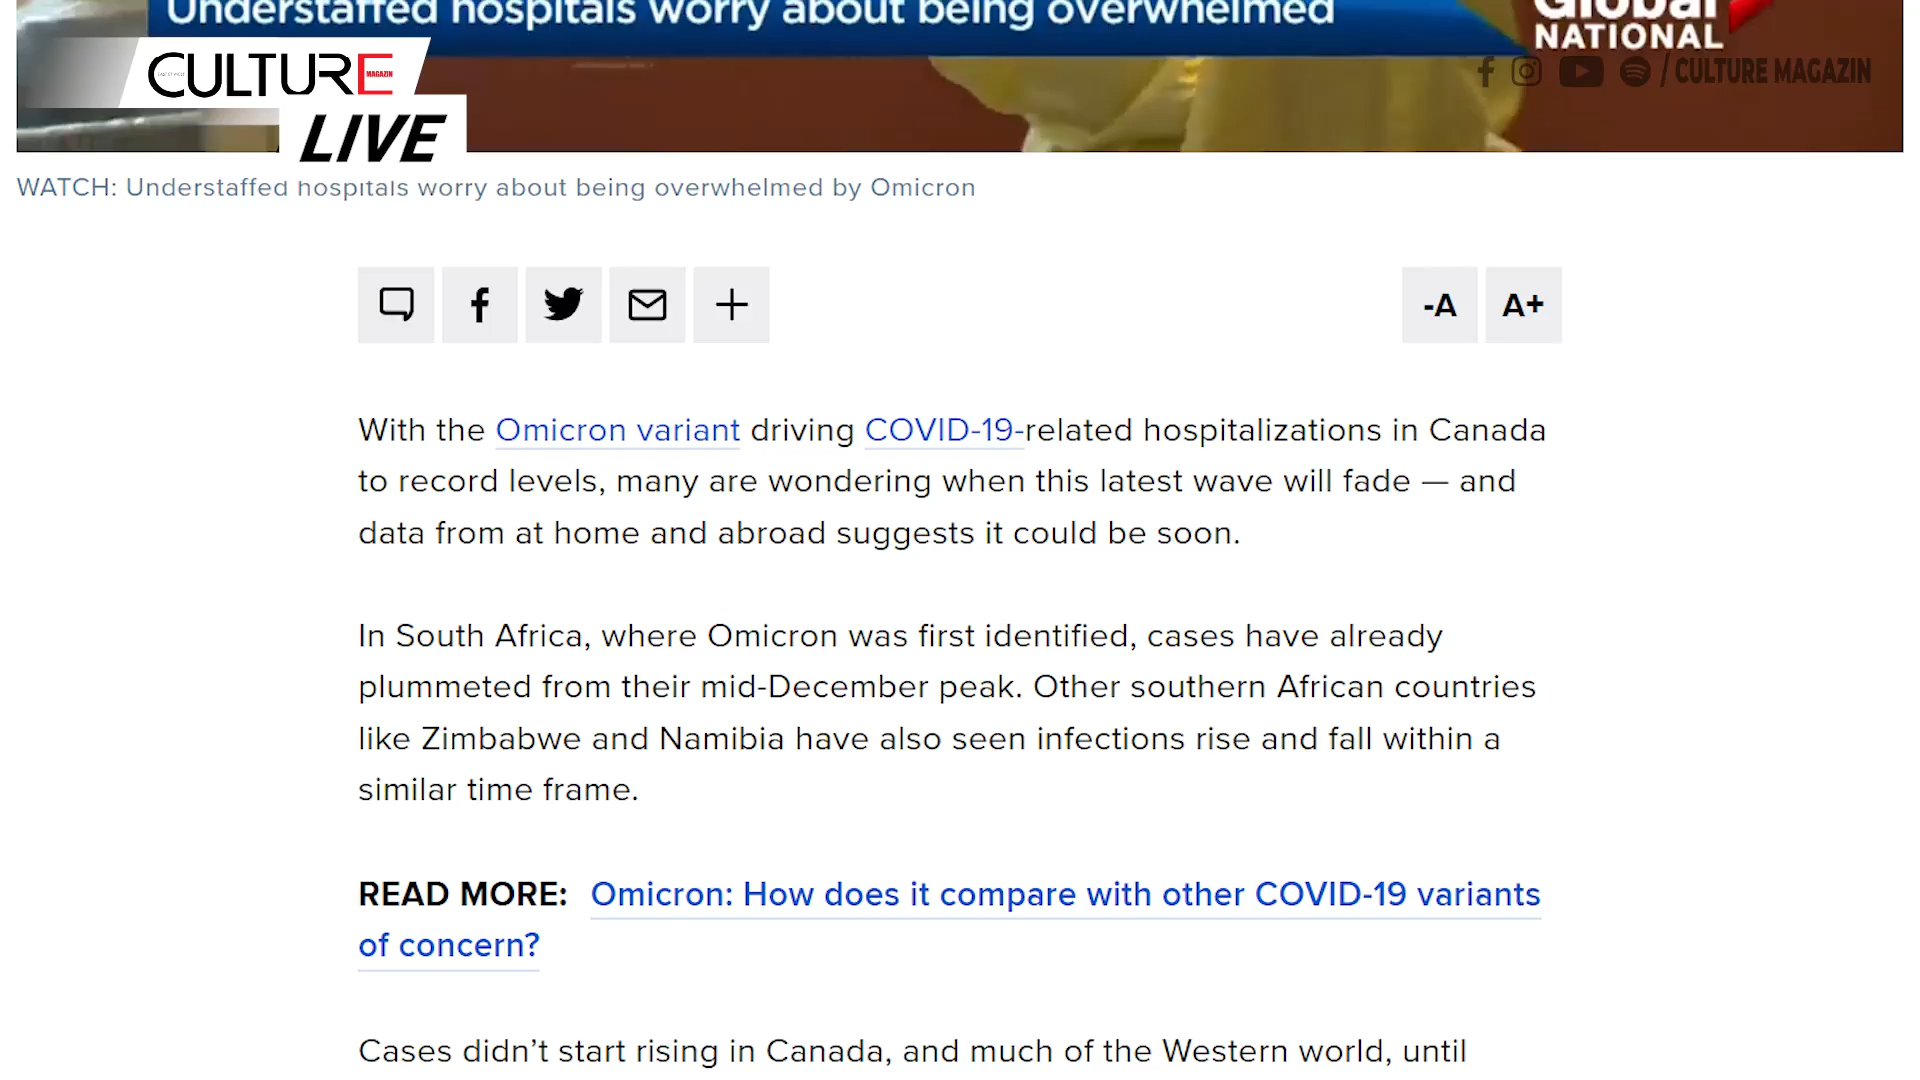 Understaffed hospitals worry about being overwhelmed
Global
NATIONAL
CULTURE
MAGAZIN
LIVE
/ CULTURE MAGAZIN
WATCH: Understaffed hospitals worry about being overwhelmed by Omicron
-A A+
With the Omicron variant driving COVID-19-related hospitalizations in Canada
to record levels, many are wondering when this latest wave will fade — and
data from at home and abroad suggests it could be soon.
In South Africa, where Omicron was first identified, cases have already
plummeted from their mid-December peak. Other southern African countries
like Zimbabwe and Namibia have also seen infections rise and fall within a
similar time frame.
READ MORE: Omicron: How does it compare with other COVID-19 variants
of concern?
Cases didn’t start rising in Canada, and much of the Western world, until